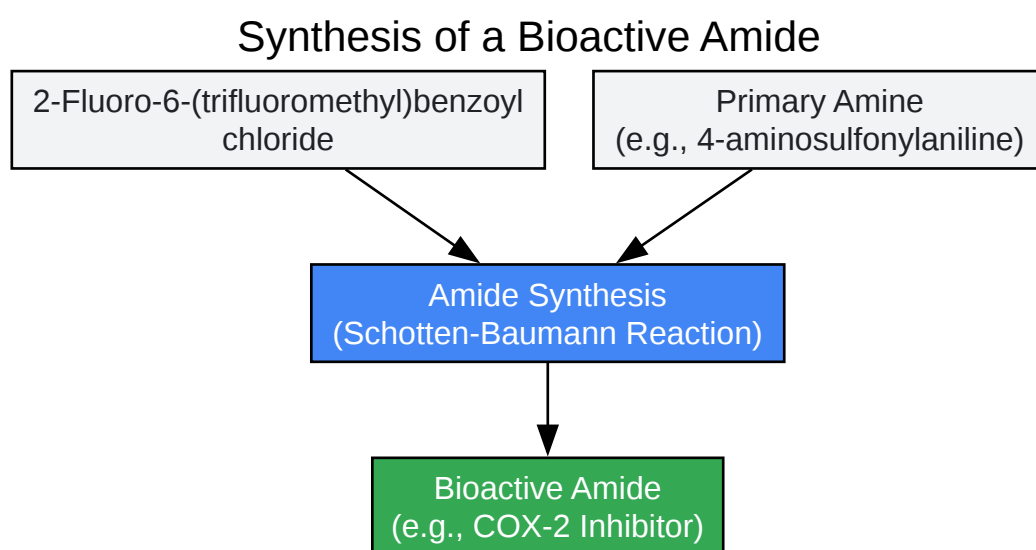 Synthesis of a Bioactive Amide
2-Fluoro-6-(trifluoromethyl)benzoyl
chloride
Primary Amine
(e.g., 4-aminosulfonylaniline)
Amide Synthesis
(Schotten-Baumann Reaction)
Bioactive Amide
(e.g., COX-2 Inhibitor)